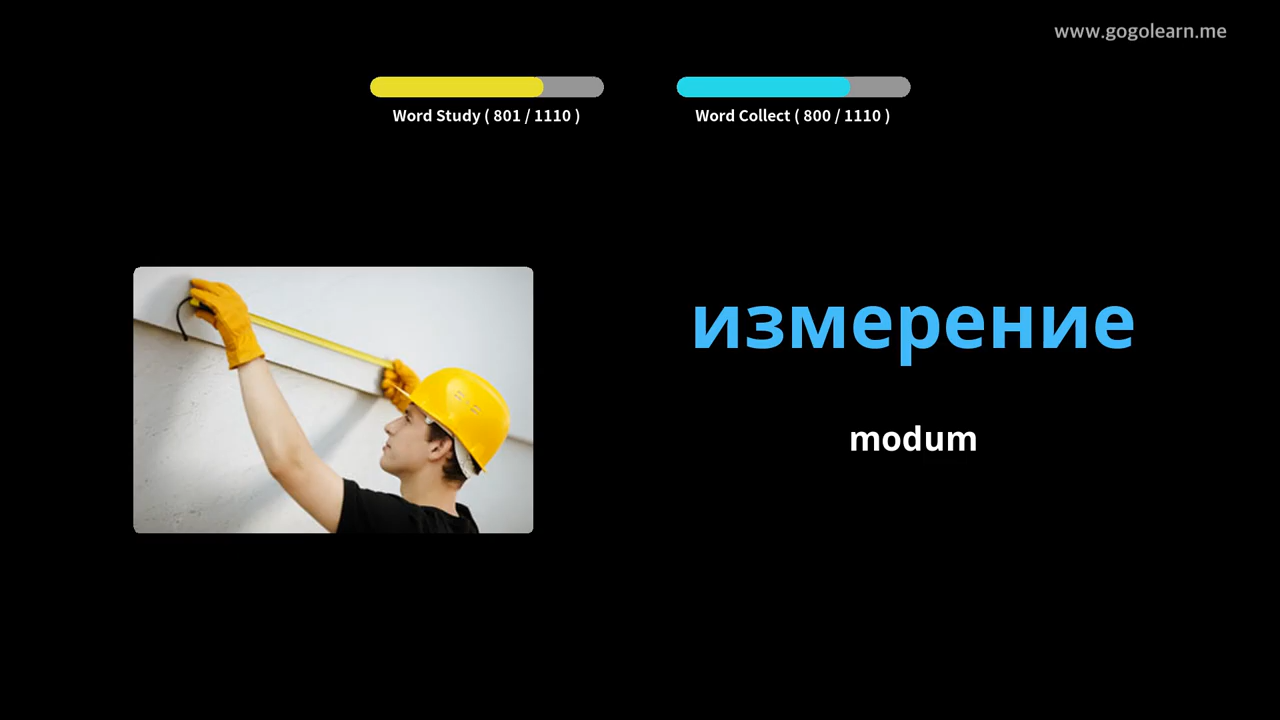 www.gogolearn.me
Word Study ( 801 / 1110 )
Word Collect ( 800 / 1110 )
измерение
modum